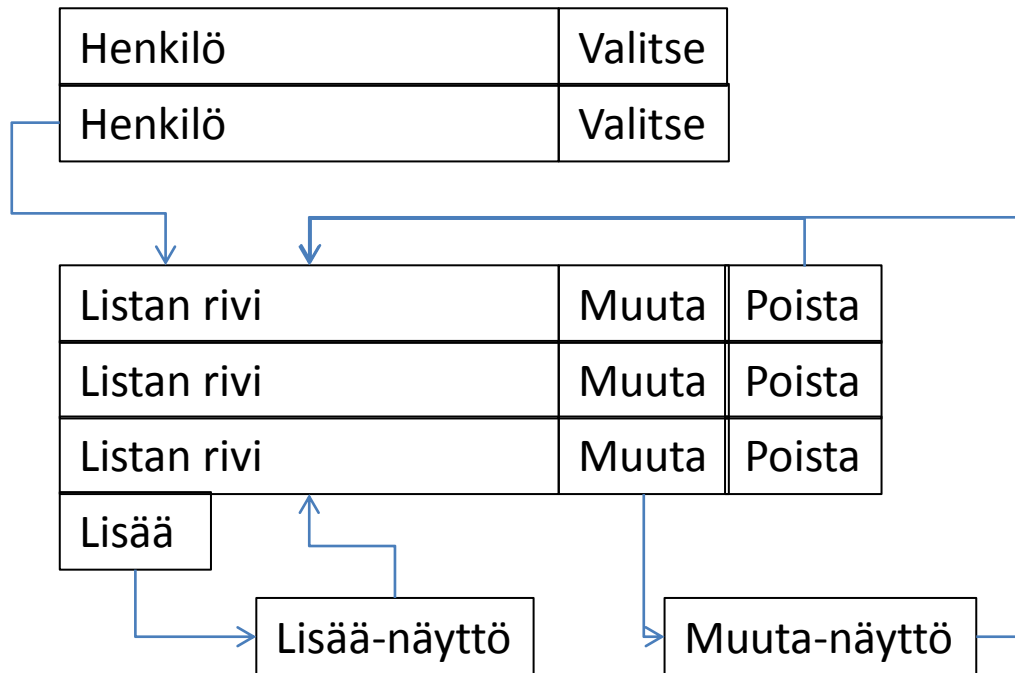 Henkilö Valitse
Henkilö Valitse
Listan rivi Muuta Poista
Listan rivi Muuta Poista
Listan rivi Muuta Poista
Lisää
Lisää-näyttö Muuta-näyttö